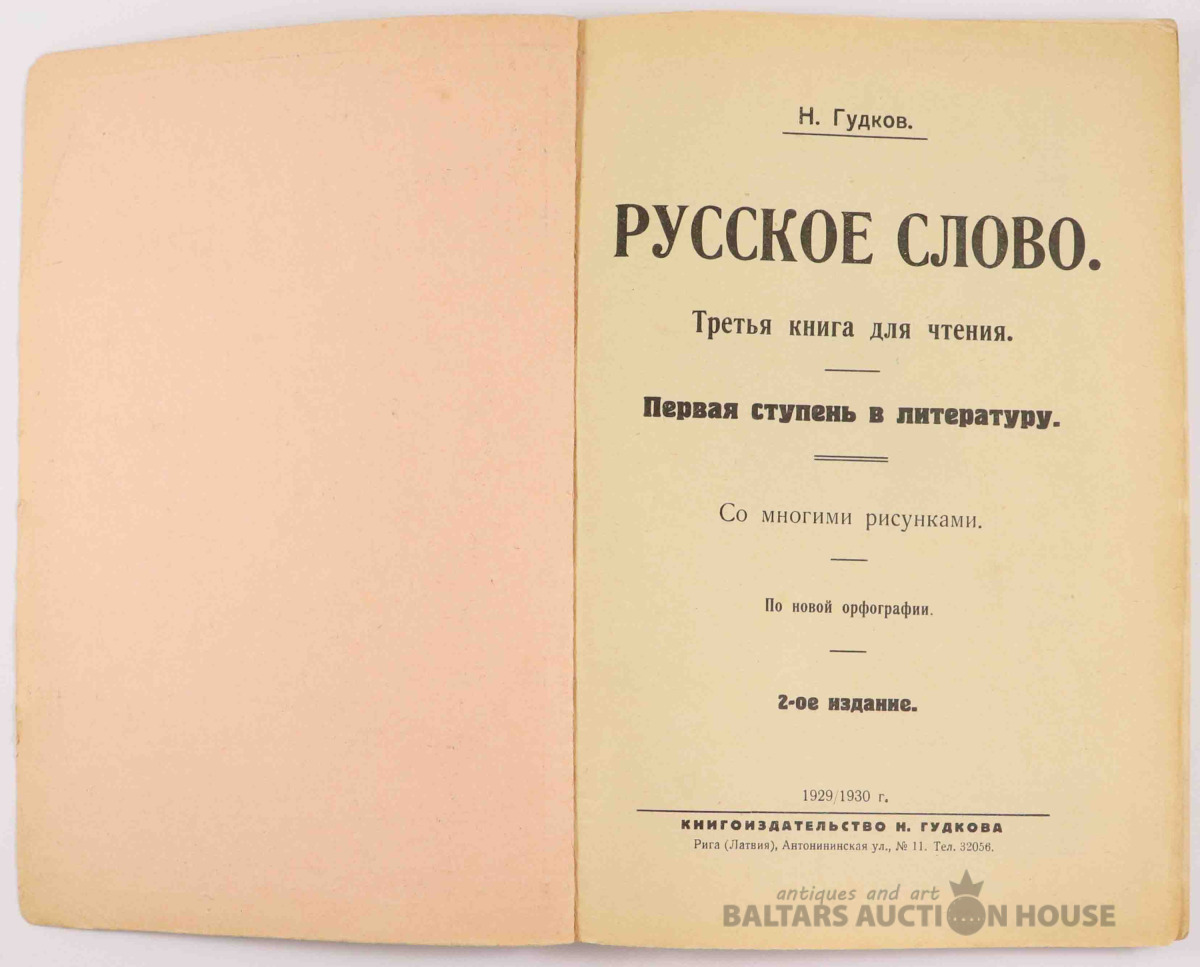 Н. Гудков.
РУССКОЕ СЛОВО.
Третья книга для чтения.
Первая ступень в литературу.
Со многими рисунками.
По новой орфографии.
2-ое издание.
1929/1930 г.
КНИГОИЗДАТЕЛЬСТВО Н. ГУДКОВА
Рига (Латвия), Антонининская ул., № 11. Тел. 32056.
antiques and art
BALTARS AUCTION HOUSE